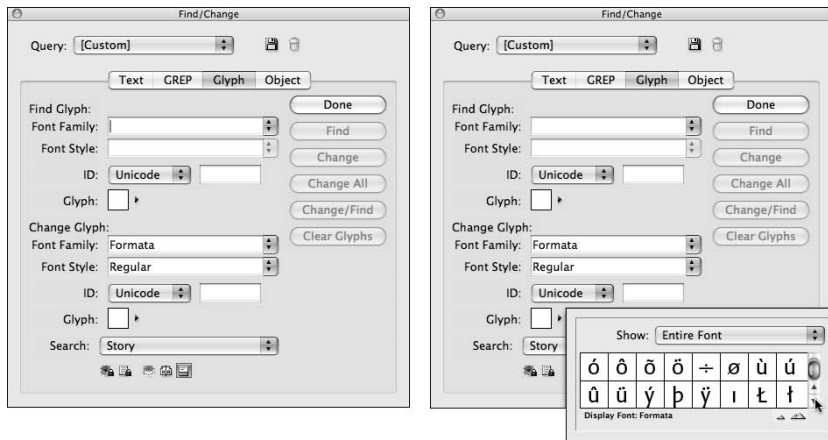 Find/Change
Query: [Custom]
Text GREP Glyph Object
Find Glyph:
Done
Font Family:
Find
Font Style:
Change
ID: Unicode
Change All
Glyph:
Change/Find
Change Glyph:
Clear Glyphs
Font Family: Formata
Font Style: Regular
ID: Unicode
Glyph:
Search: Story
Find/Change
Query: [Custom]
Text GREP Glyph Object
Find Glyph:
Done
Font Family:
Find
Font Style:
Change
ID: Unicode
Change All
Glyph:
Change/Find
Change Glyph:
Clear Glyphs
Font Family: Formata
Font Style: Regular
ID: Unicode
Glyph:
Search: Story
Show: Entire Font
ó ô õ ö ÷ ø ù ú
û ü ý þ ÿ ı Ł ł
Display Font: Formata